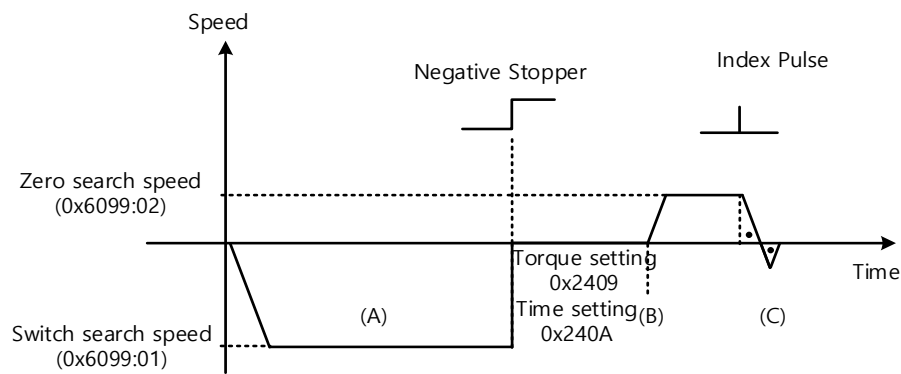 Speed
Negative Stopper
Index Pulse
Zero search speed
(0x6099:02)
Torque setting
0x2409
Time
(A)
Time setting
(B)
(C)
0x240A
Switch search speed
(0x6099:01)